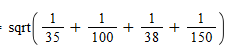 = sqrt(1/35 + 1/100 + 1/38 + 1/150)